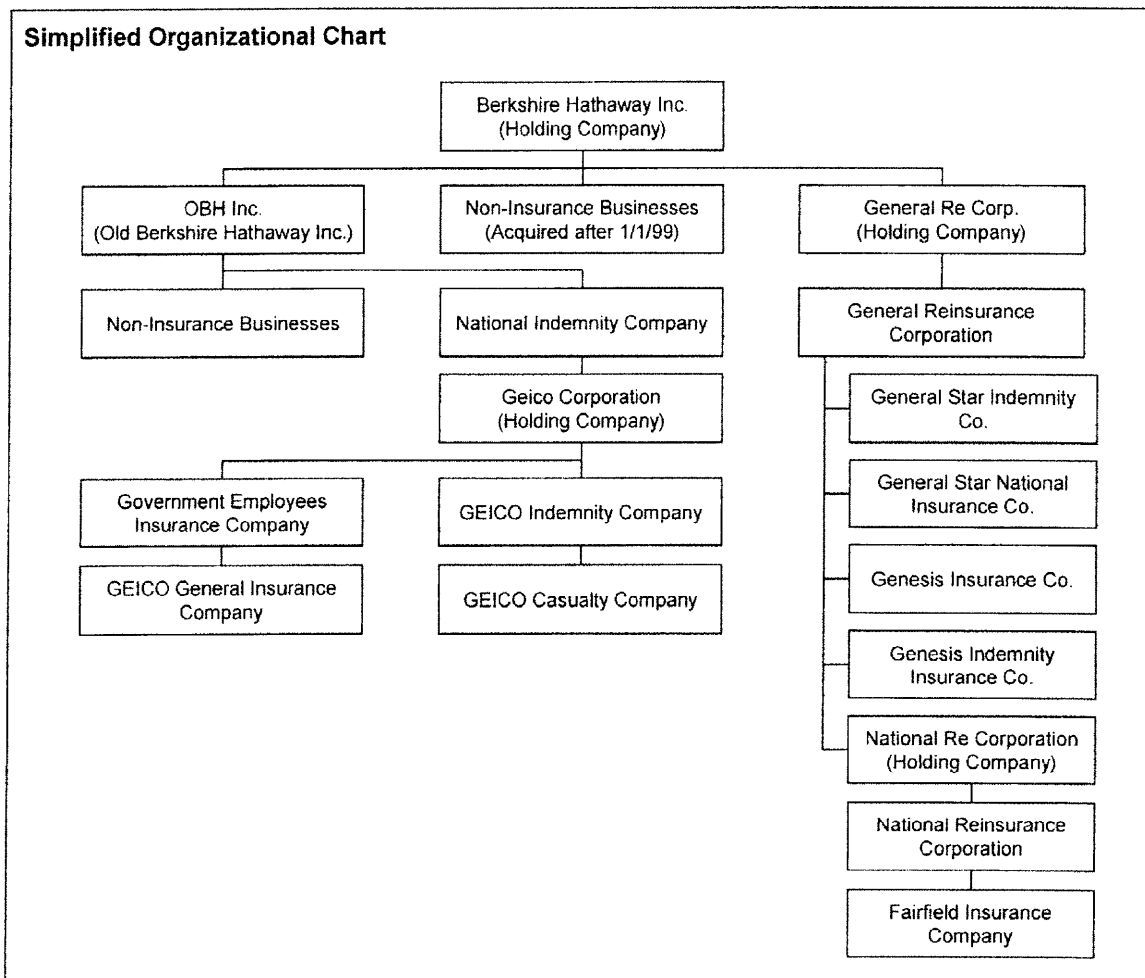 Simplified Organizational Chart
Berkshire Hathaway Inc.
(Holding Company)
OBH Inc.
(Old Berkshire Hathaway Inc.)
Non-Insurance Businesses
(Acquired after 1/1/99)
General Re Corp.
(Holding Company)
Non-Insurance Businesses
National Indemnity Company
General Reinsurance
Corporation
Geico Corporation
(Holding Company)
General Star Indemnity
Co.
Government Employees
Insurance Company
GEICO Indemnity Company
General Star National
Insurance Co.
GEICO General Insurance
Company
GEICO Casualty Company
Genesis Insurance Co.
Genesis Indemnity
Insurance Co.
National Re Corporation
(Holding Company)
National Reinsurance
Corporation
Fairfield Insurance
Company